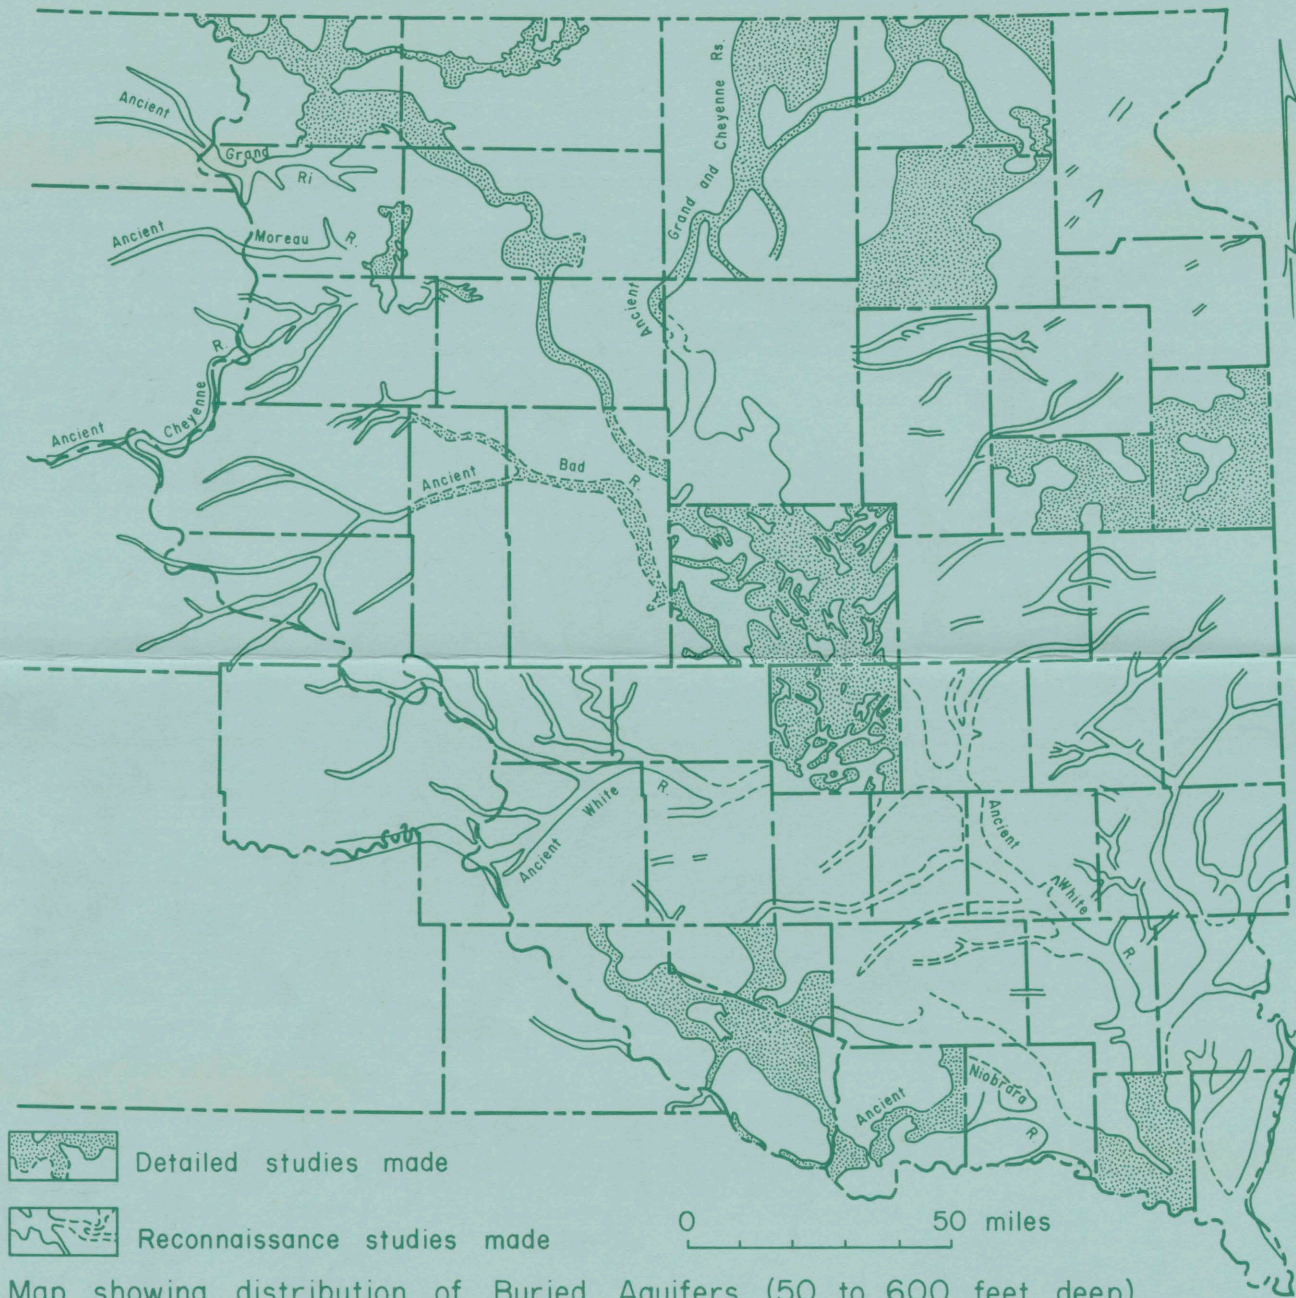 Ancient
Grand
Ri
Grand and Cheyenne Rs.
Ancient
Ancient
Moreau
R.
Ancient
Cheyenne
R.
Ancient
Bad
R.
Ancient
White
R.
Ancient
White
R.
Ancient
Niobrara
R
Detailed studies made
Reconnaissance studies made
0 50 miles
Map showing distribution of Buried Aquifers (50 to 600 feet deep)